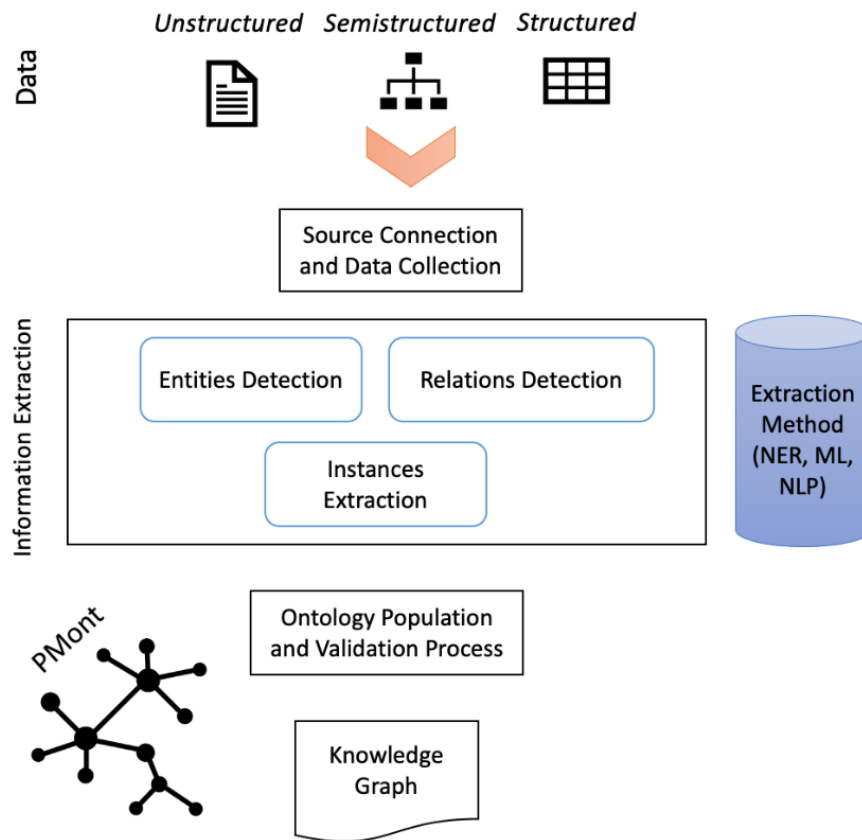 Data
Unstructured
Semistructured
Structured
Source Connection
and Data Collection
Information Extraction
Entities Detection
Relations Detection
Instances
Extraction
Extraction
Method
(NER, ML,
NLP)
PMont
Ontology Population
and Validation Process
Knowledge
Graph